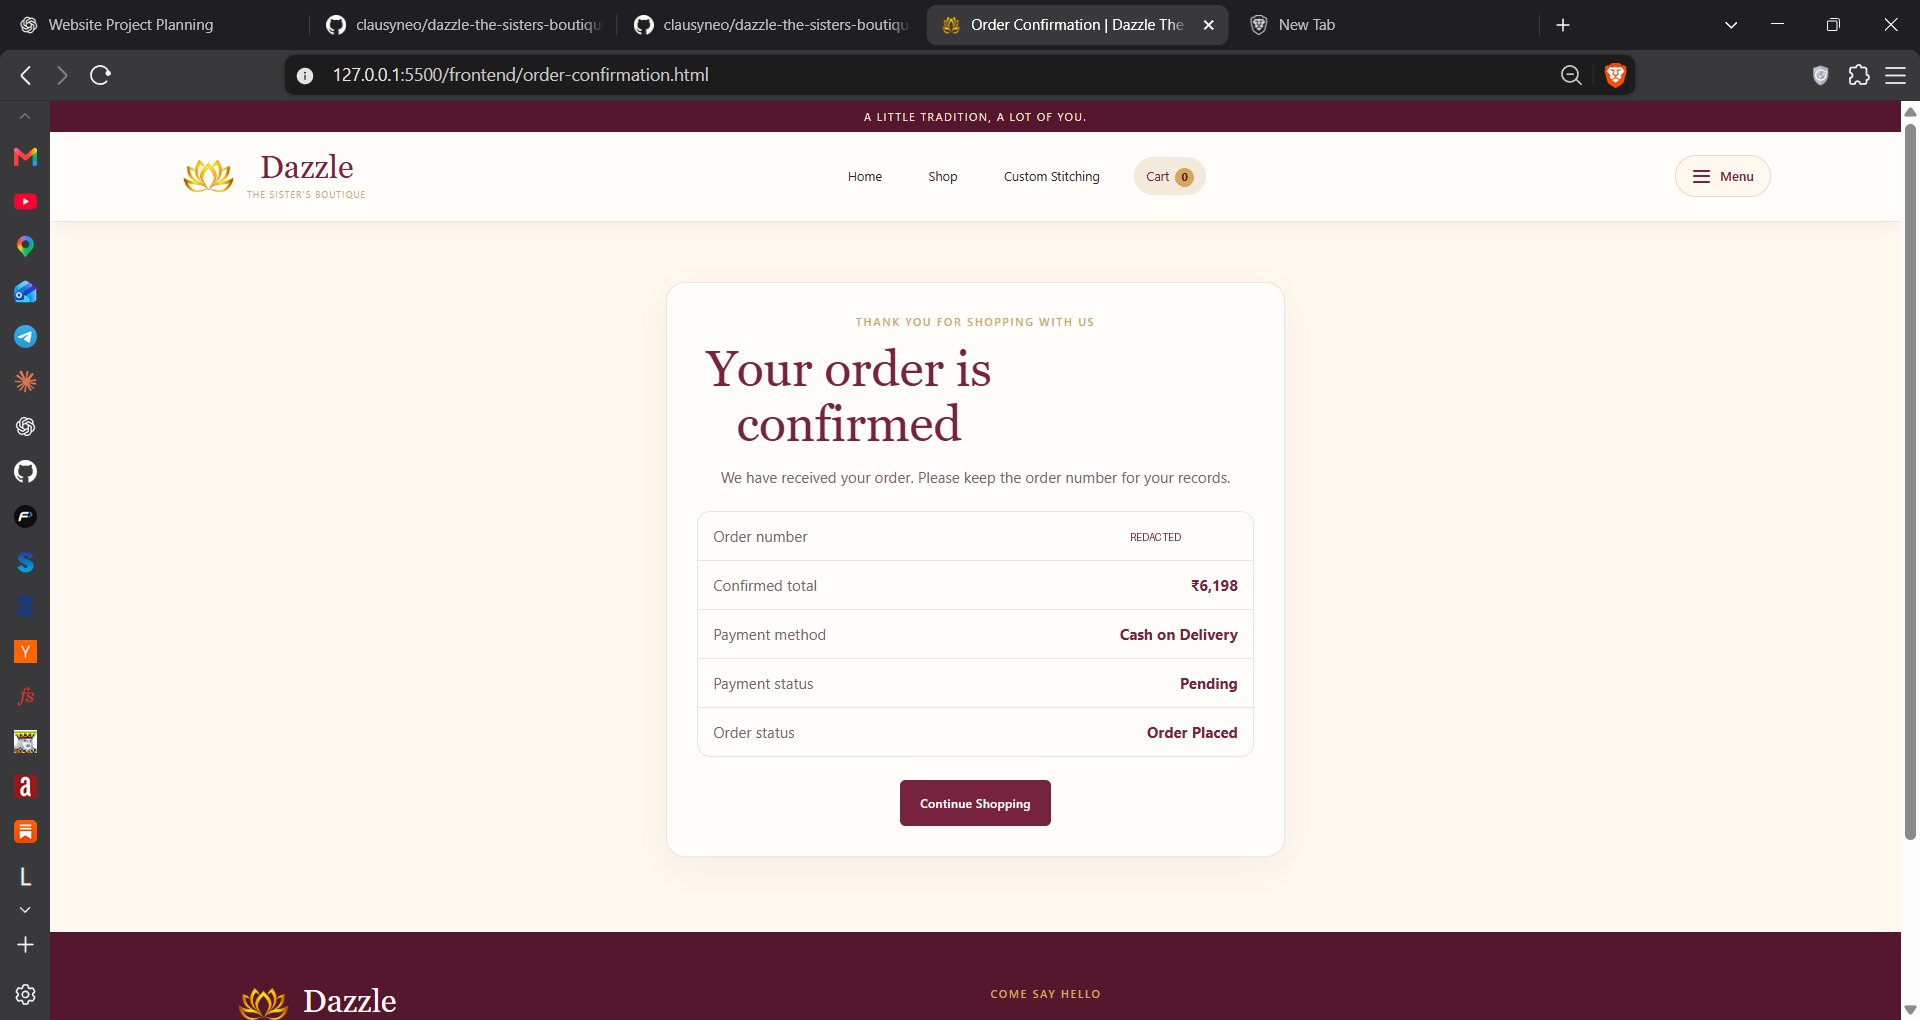 Website Project Planning
clausyneo/dazzle-the-sisters-boutiqu
clausyneo/dazzle-the-sisters-boutiqu
Order Confirmation | Dazzle The
New Tab
127.0.0.1:5500/frontend/order-confirmation.html
A LITTLE TRADITION, A LOT OF YOU.
Dazzle
THE SISTER'S BOUTIQUE
Home
Shop
Custom Stitching
Cart 0
Menu
THANK YOU FOR SHOPPING WITH US
Your order is
confirmed
We have received your order. Please keep the order number for your records.
Order number REDACTED
Confirmed total ₹6,198
Payment method Cash on Delivery
Payment status Pending
Order status Order Placed
Continue Shopping
Dazzle
COME SAY HELLO
F
S
Y
fs
a
L